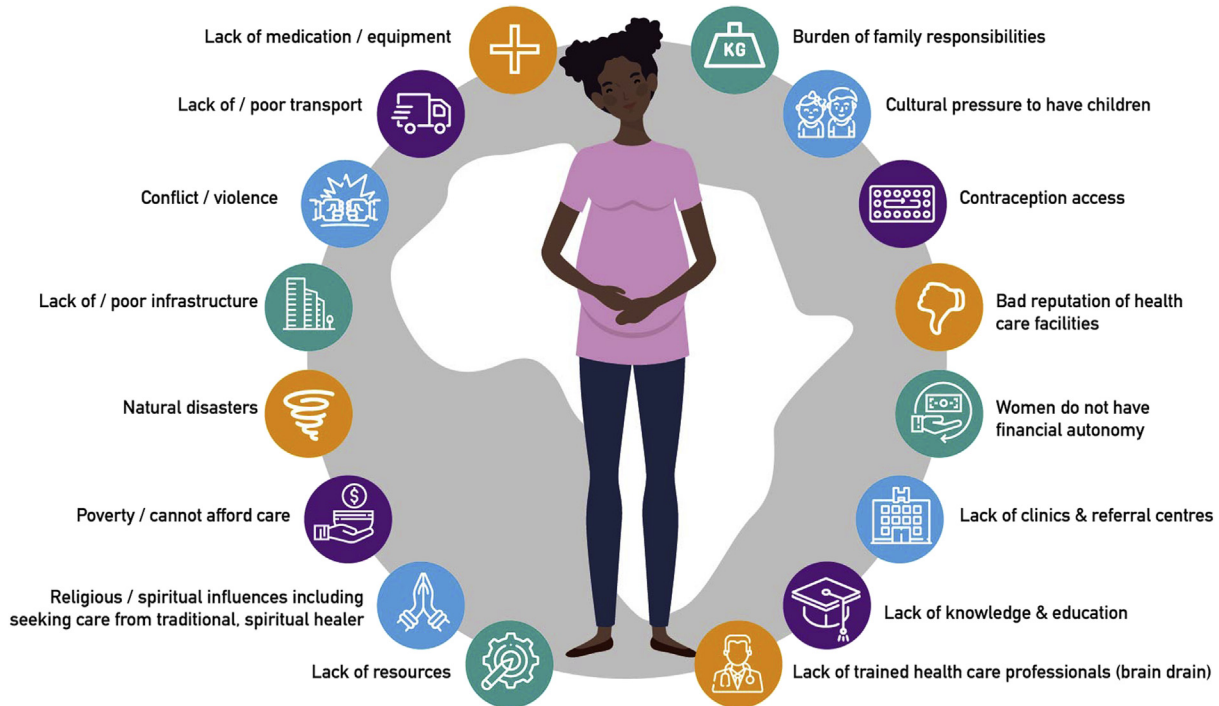 Lack of medication / equipment
Lack of / poor transport
Conflict / violence
Lack of / poor infrastructure
Natural disasters
Poverty / cannot afford care
$
Religious / spiritual influences including
seeking care from traditional, spiritual healer
Lack of resources
KG
Burden of family responsibilities
Cultural pressure to have children
Contraception access
Bad reputation of health
care facilities
Women do not have
financial autonomy
H
Lack of clinics & referral centres
Lack of knowledge & education
Lack of trained health care professionals (brain drain)